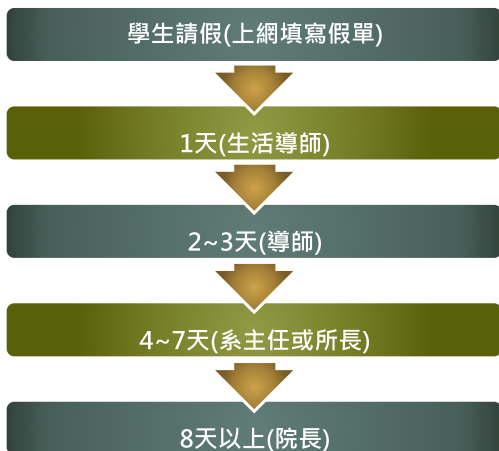 學生請假(上網填寫假單)
1天(生活導師)
2~3天(導師)
4~7天(系主任或所長)
8天以上(院長)